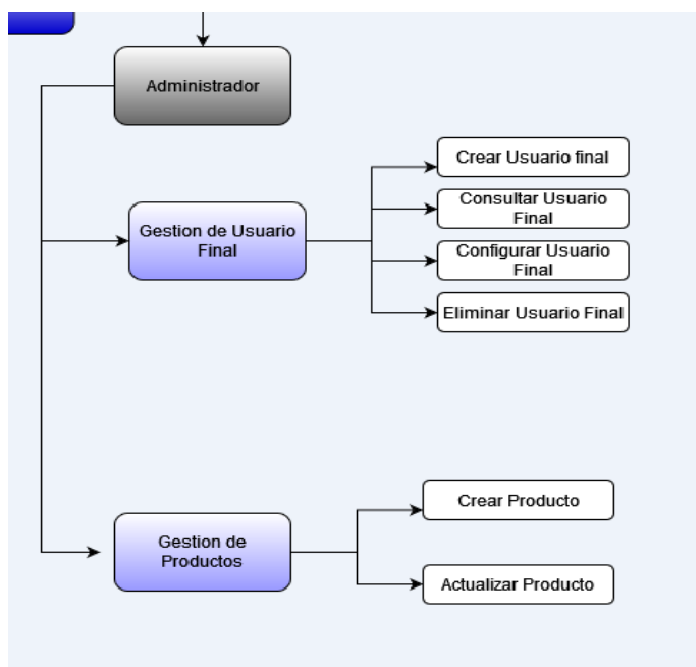 Administrador
Gestion de Usuario
Final
Crear Usuario final
Consultar Usuario
Final
Configurar Usuario
Final
Eliminar Usuario Final
Gestion de
Productos
Crear Producto
Actualizar Producto